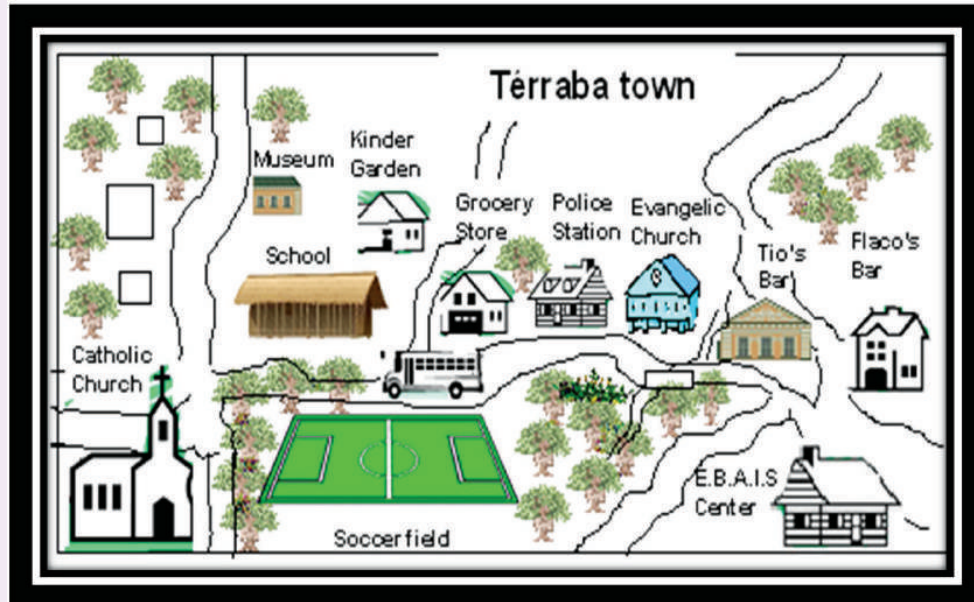 Térraba town
Kinder
Garden
Museum
Grocery
Store
Police
Station
Evangelic
Church
Tio's
Bar
Flaco's
Bar
School
Catholic
Church
E.B.A.I.S
Center
Soccerfield